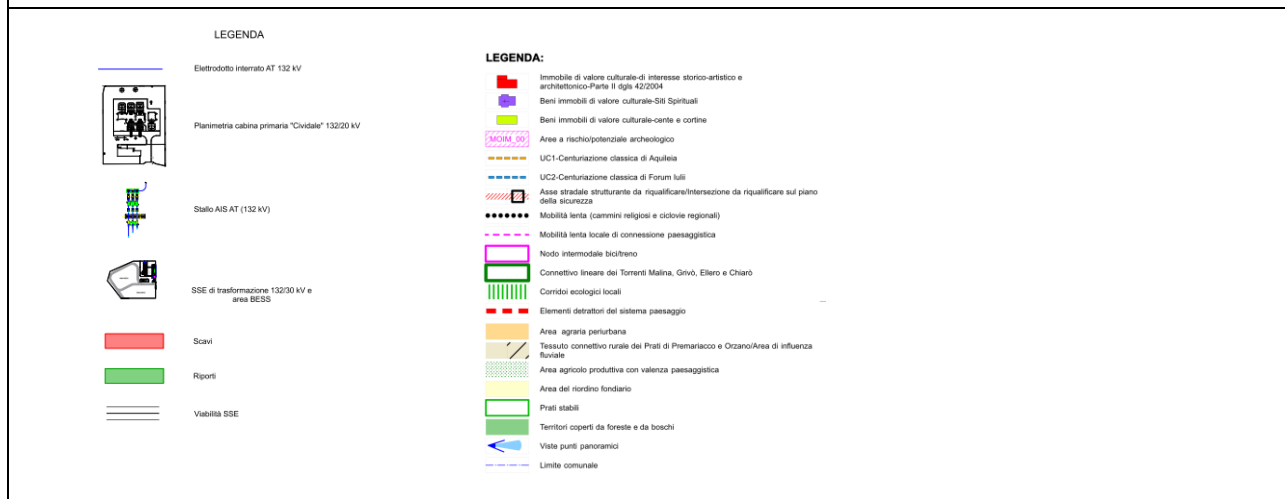 LEGENDA
Elettrodotto interrato AT 132 kV
Planimetria cabina primaria "Cividale" 132/20 kV
Stallo AIS AT (132 kV)
SSE di trasformazione 132/30 kV e
area BESS
Scavi
Riporti
Viabilità SSE
LEGENDA:
Immobile di valore culturale-di interesse storico-artistico e
architettonico-Parte II dgls 42/2004
Beni immobili di valore culturale-Siti Spirituali
Beni immobili di valore culturale-cente e cortine
MOIM_00
Aree a rischio/potenziale archeologico
UC1-Centuriazione classica di Aquileia
UC2-Centuriazione classica di Forum Iulii
Asse stradale strutturante da riqualificare/Intersezione da riqualificare sul piano
della sicurezza
Mobilità lenta (cammini religiosi e ciclovie regionali)
Mobilità lenta locale di connessione paesaggistica
Nodo intermodale bici/treno
Connettivo lineare dei Torrenti Malina, Grivò, Ellero e Chiarò
Corridoi ecologici locali
Elementi detrattori del sistema paesaggio
Area agraria periurbana
Tessuto connettivo rurale dei Prati di Premariacco e Orzano/Area di influenza
fluviale
Area agricolo produttiva con valenza paesaggistica
Area del riordino fondiario
Prati stabili
Territori coperti da foreste e da boschi
Viste punti panoramici
Limite comunale